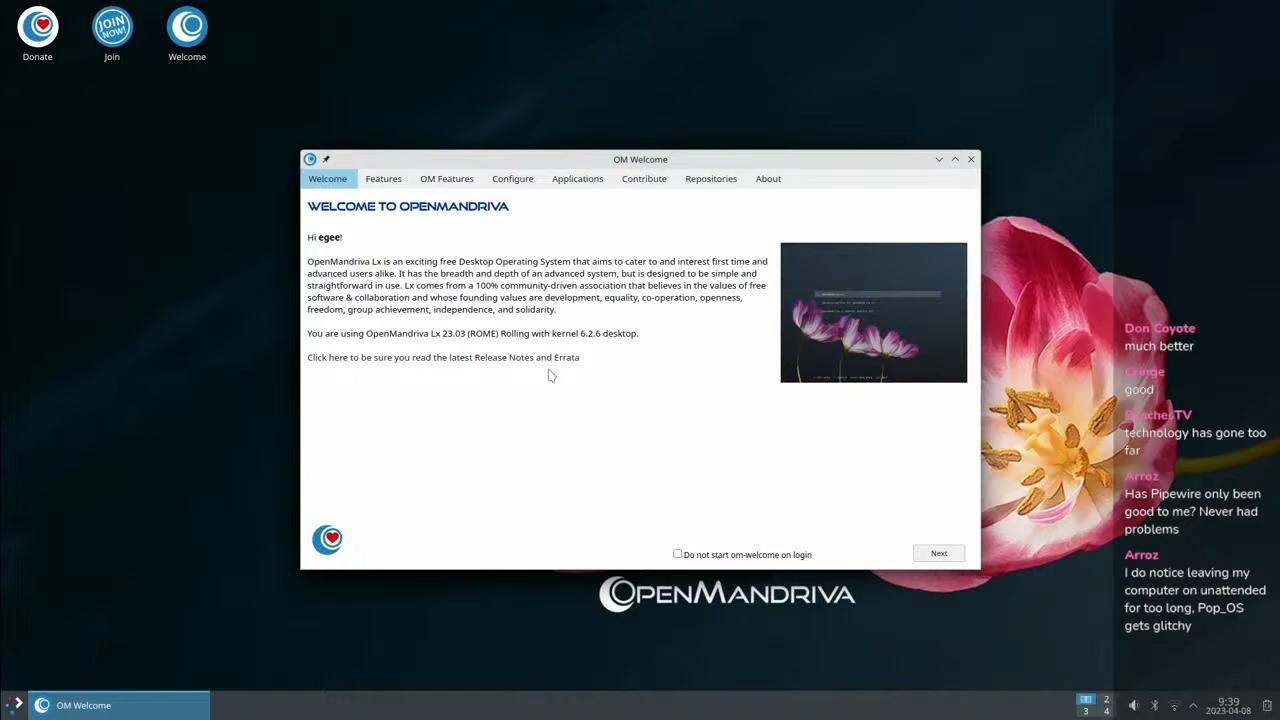 Donate
Join
Welcome
JOIN NOW!
OM Welcome
Welcome
Features
OM Features
Configure
Applications
Contribute
Repositories
About
WELCOME TO OPENMANDRIVA
Hi egee!
OpenMandriva Lx is an exciting free Desktop Operating System that aims to cater to and interest first time and
advanced users alike. It has the breadth and depth of an advanced system, but is designed to be simple and
straightforward in use. Lx comes from a 100% community-driven association that believes in the values of free
software & collaboration and whose founding values are development, equality, co-operation, openness,
freedom, group achievement, independence, and solidarity.
You are using OpenMandriva Lx 23.03 (ROME) Rolling with kernel 6.2.6 desktop.
Click here to be sure you read the latest Release Notes and Errata
Do not start om-welcome on login
Next
OPENMANDRIVA
Don Coyote
much better
Cringe
good
PeachesTV
technology has gone too
far
Arroz
Has Pipewire only been
good to me? Never had
problems
Arroz
I do notice leaving my
computer on unattended
for too long, Pop_OS
gets glitchy
OM Welcome
2
3
4
9:39
2023-04-08